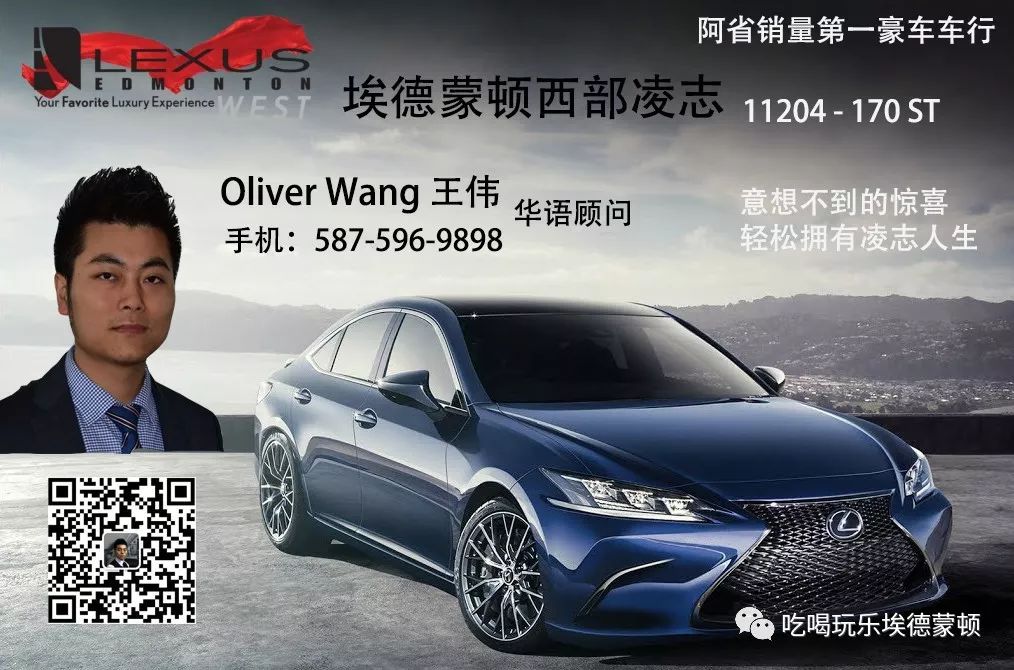 LEXUS
EDMONTON
Your Favorite Luxury Experience
WEST
阿省销量第一豪车车行
埃德蒙顿西部凌志
11204 - 170 ST
Oliver Wang 王伟
华语顾问
手机：587-596-9898
意想不到的惊喜
轻松拥有凌志人生
吃喝玩乐埃德蒙顿